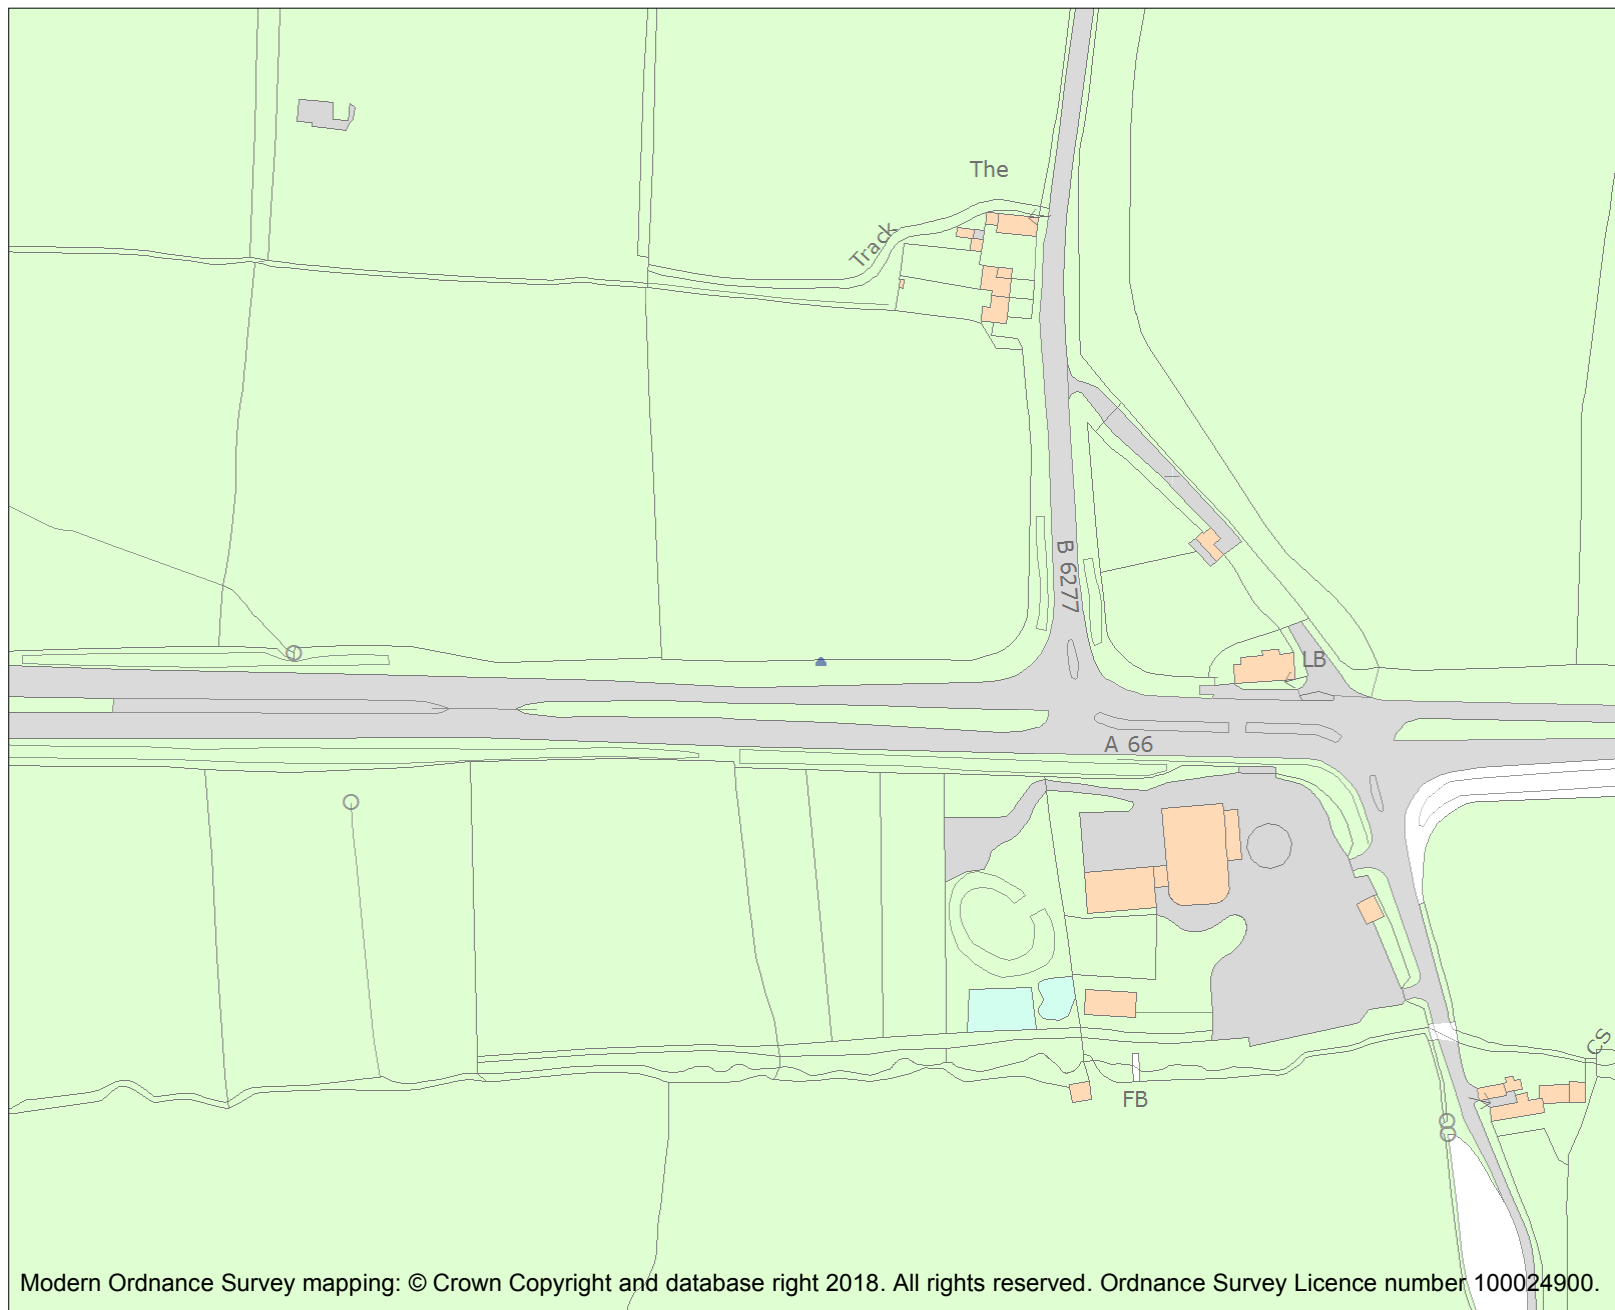 The
Track
B 6277
LB
A 66
CS
FB
Modern Ordnance Survey mapping: © Crown Copyright and database right 2018. All rights reserved. Ordnance Survey Licence number 100024900.